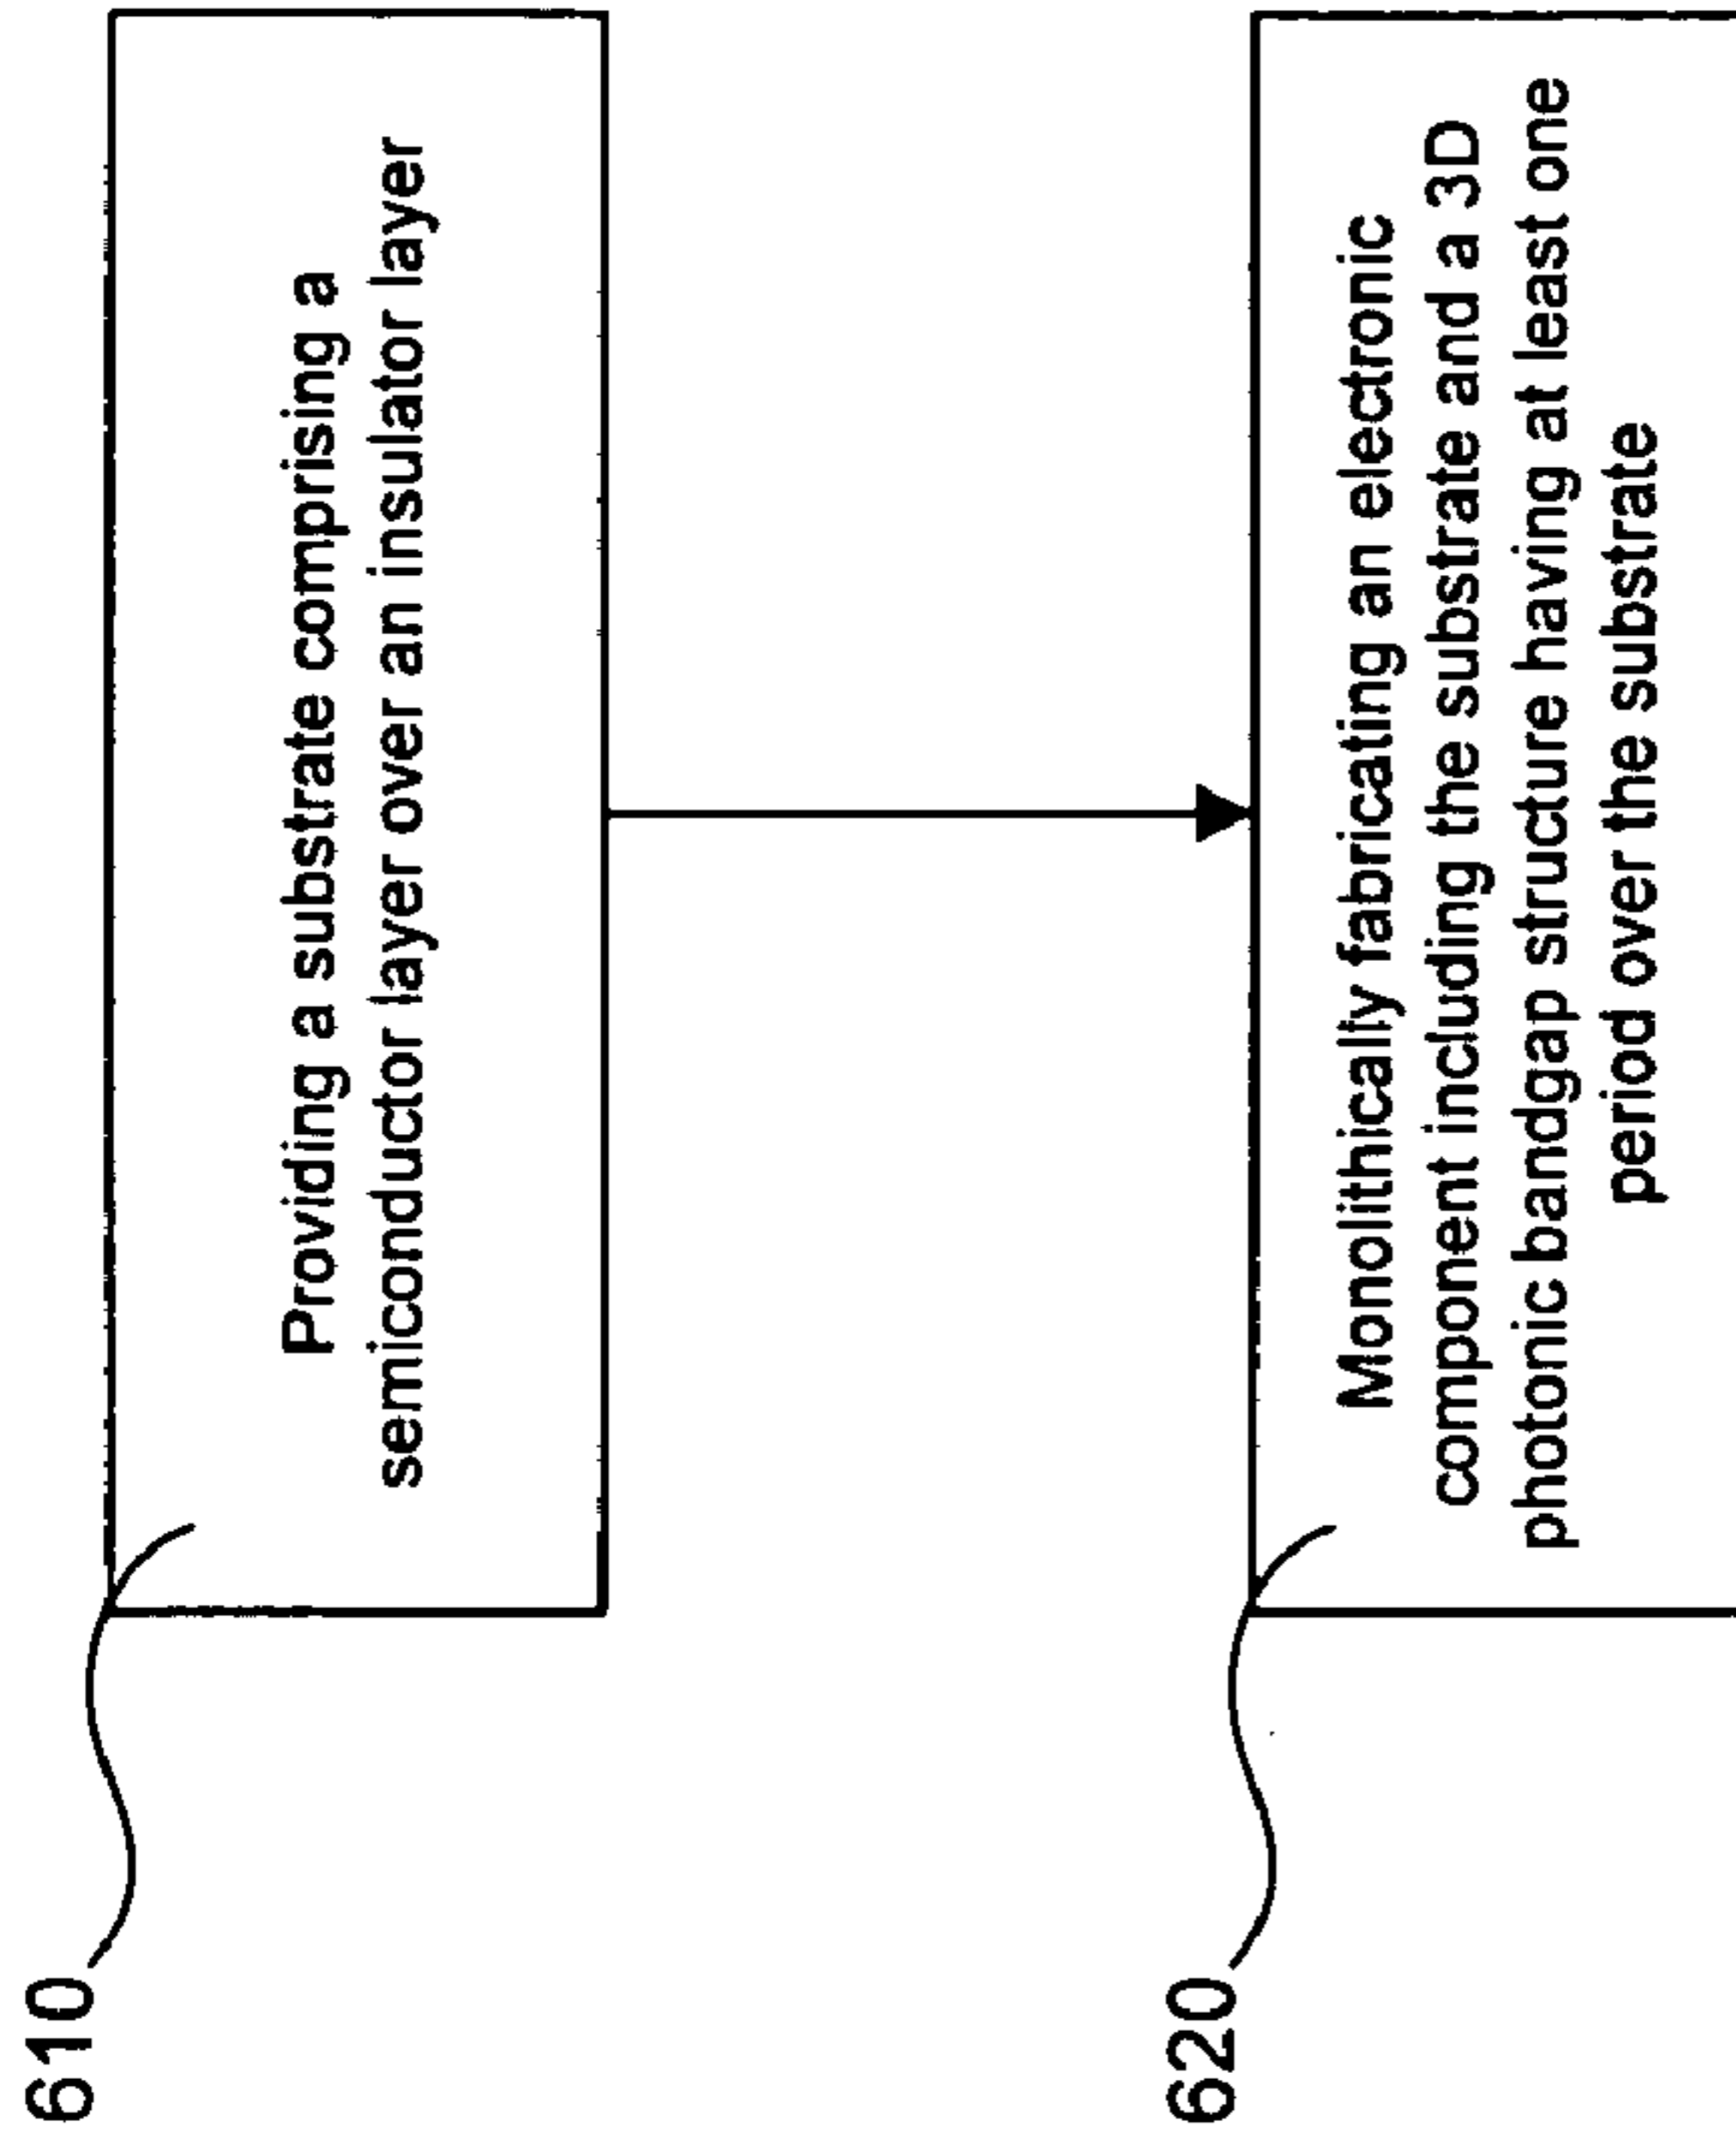 610
Providing a substrate comprising a
semiconductor layer over an insulator layer
620
Monolithically fabricating an electronic
component including the substrate and a 3D
photonic bandgap structure having at least one
period over the substrate